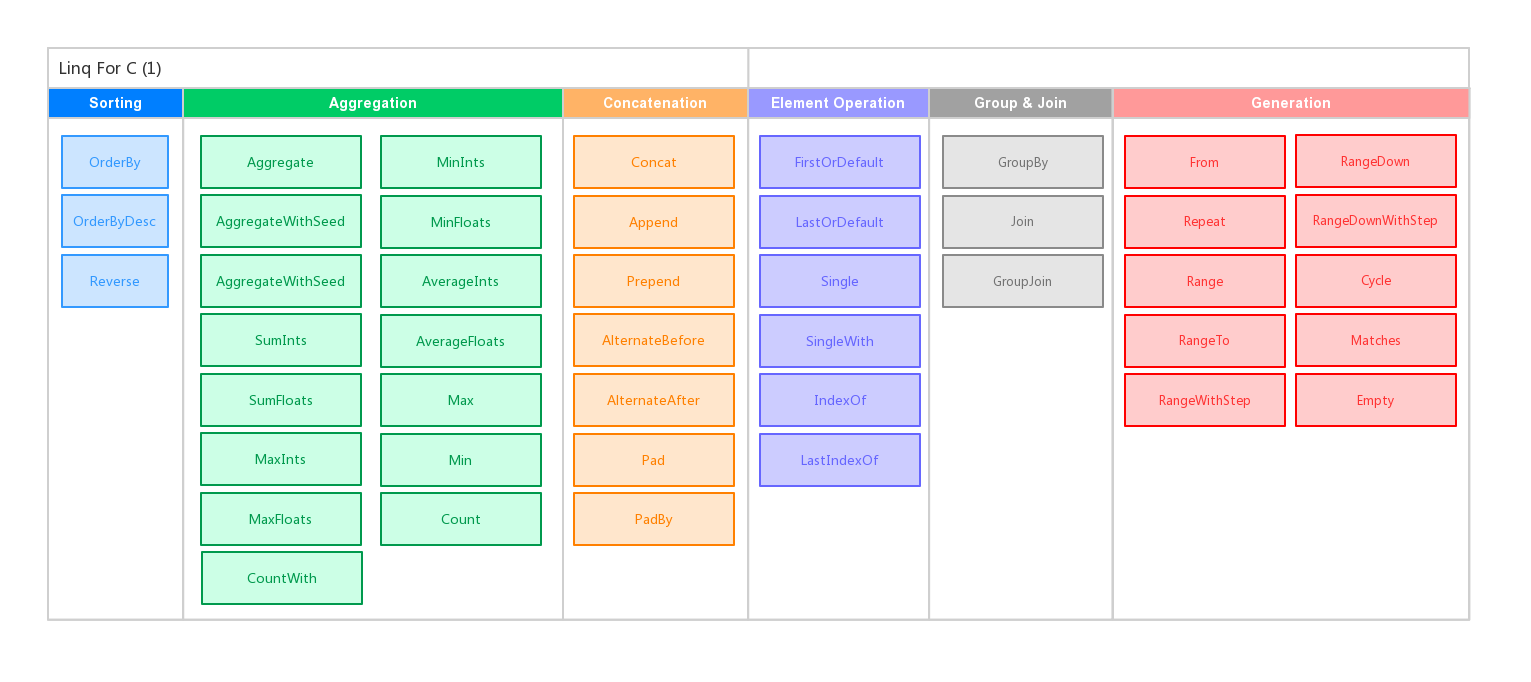 Linq For C (1)
Sorting
Aggregation
Concatenation
Element Operation
Group & Join
Generation
OrderBy
OrderByDesc
Reverse
Aggregate
AggregateWithSeed
AggregateWithSeed
SumInts
SumFloats
MaxInts
MaxFloats
CountWith
MinInts
MinFloats
AverageInts
AverageFloats
Max
Min
Count
Concat
Append
Prepend
AlternateBefore
AlternateAfter
Pad
PadBy
FirstOrDefault
LastOrDefault
Single
SingleWith
IndexOf
LastIndexOf
GroupBy
Join
GroupJoin
From
Repeat
Range
RangeTo
RangeWithStep
RangeDown
RangeDownWithStep
Cycle
Matches
Empty